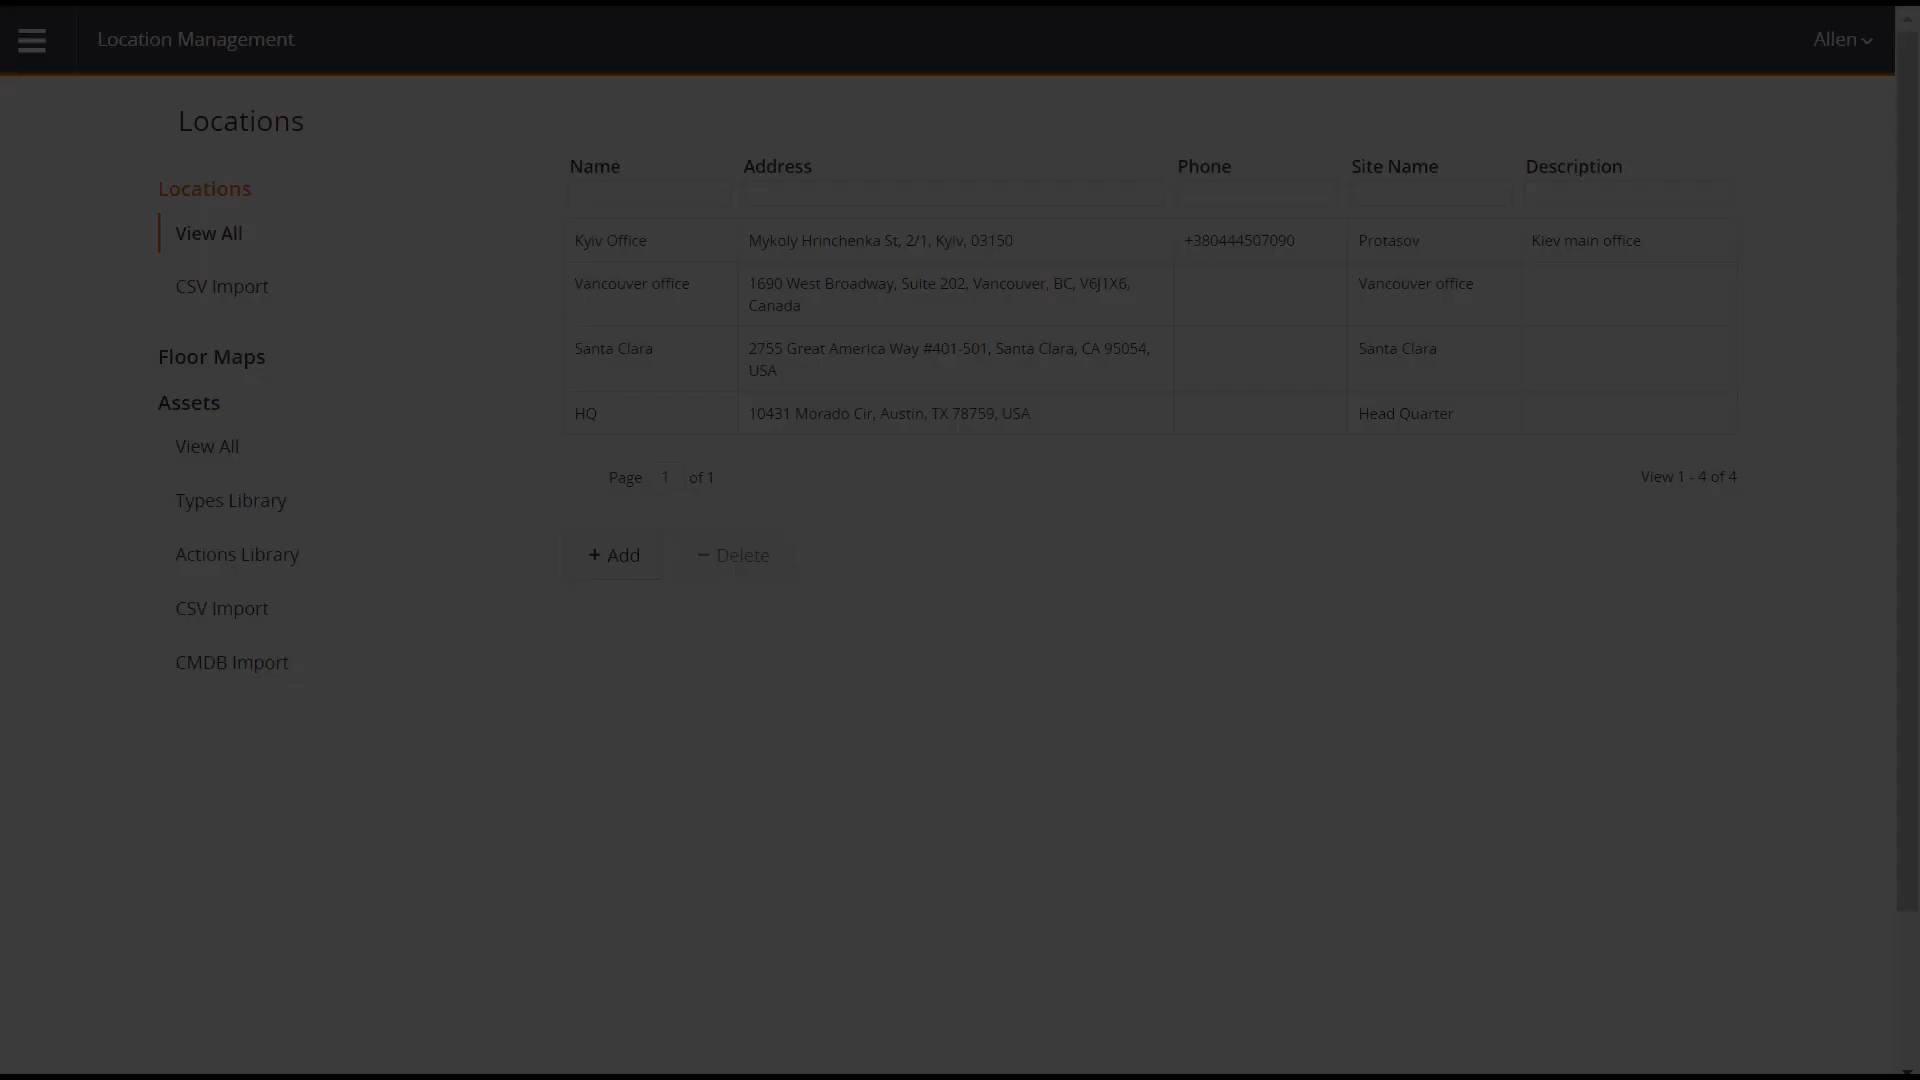 Location Management
Allen
Locations
Locations
View All
CSV Import
Floor Maps
Assets
View All
Types Library
Actions Library
CSV Import
CMDB Import
Name Address Phone Site Name Description
Kyiv Office Mykoly Hrinchenka St, 2/1, Kyiv, 03150 +380444507090 Protasov Kiev main office
Vancouver office 1690 West Broadway, Suite 202, Vancouver, BC, V6J1X6, Vancouver office
Canada
Santa Clara 2755 Great America Way #401-501, Santa Clara, CA 95054, Santa Clara
USA
HQ 10431 Morado Cir, Austin, TX 78759, USA Head Quarter
Page 1 of 1 View 1 - 4 of 4
+ Add − Delete